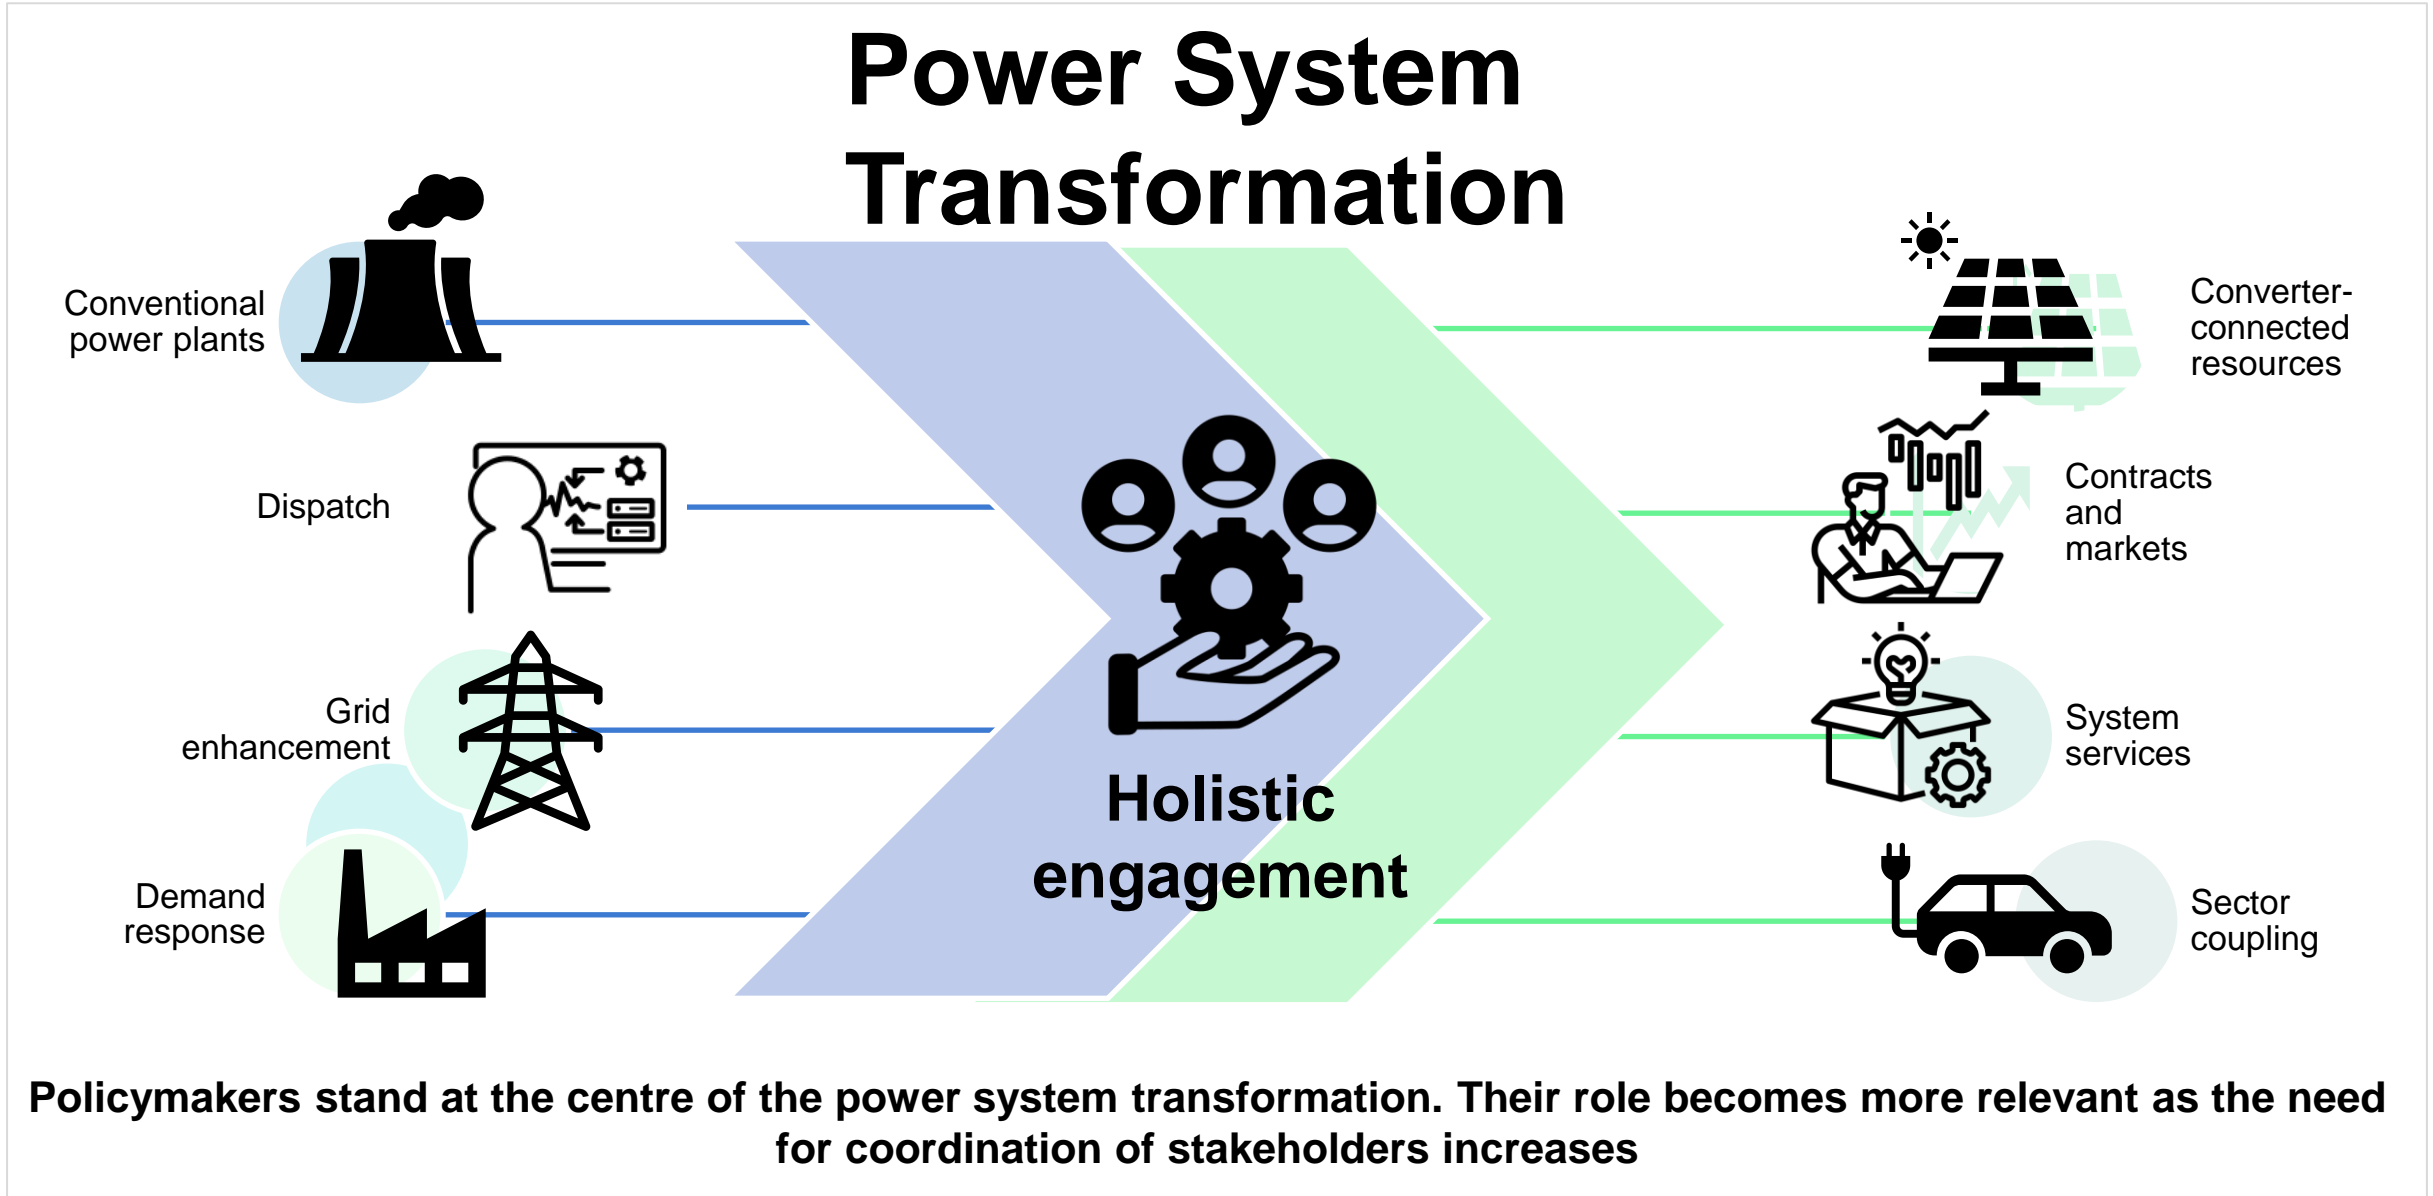 Power System
Transformation
Conventional
power plants
Dispatch
Grid
enhancement
Demand
response
Holistic
engagement
Converter-
connected
resources
Contracts
and
markets
System
services
Sector
coupling
Policymakers stand at the centre of the power system transformation. Their role becomes more relevant as the need
for coordination of stakeholders increases